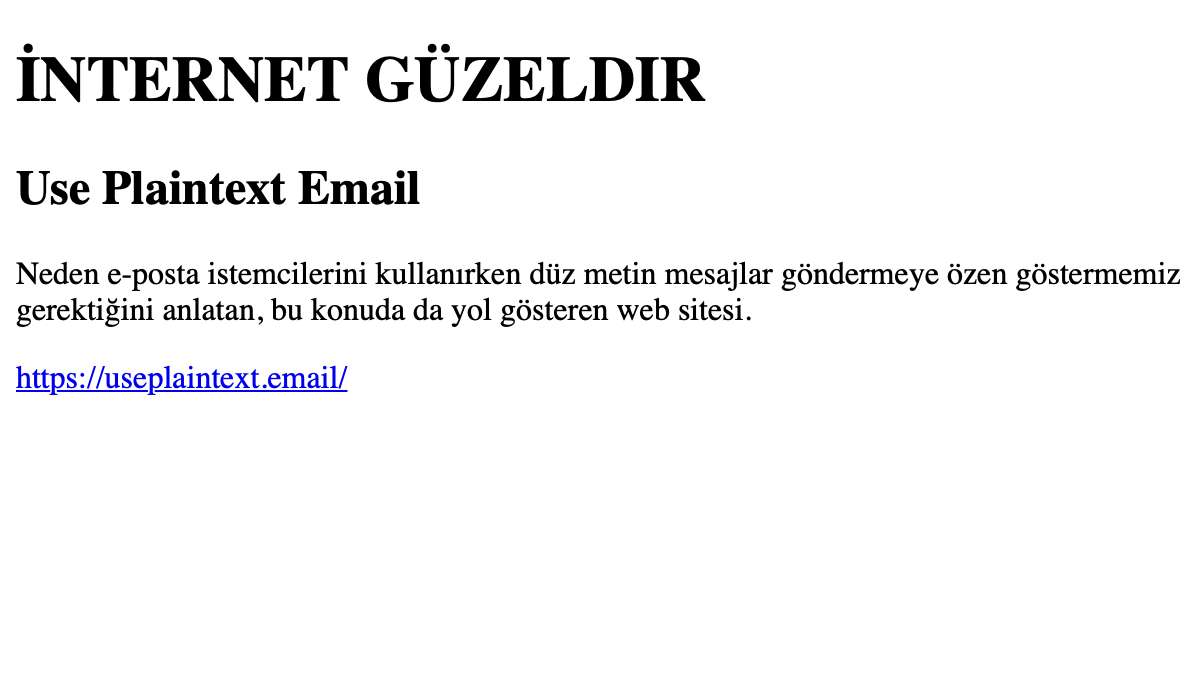 İNTERNET GÜZELDIR
Use Plaintext Email
Neden e-posta istemcilerini kullanırken düz metin mesajlar göndermeye özen göstermemiz
gerektiğini anlatan, bu konuda da yol gösteren web sitesi.
https://useplaintext.email/